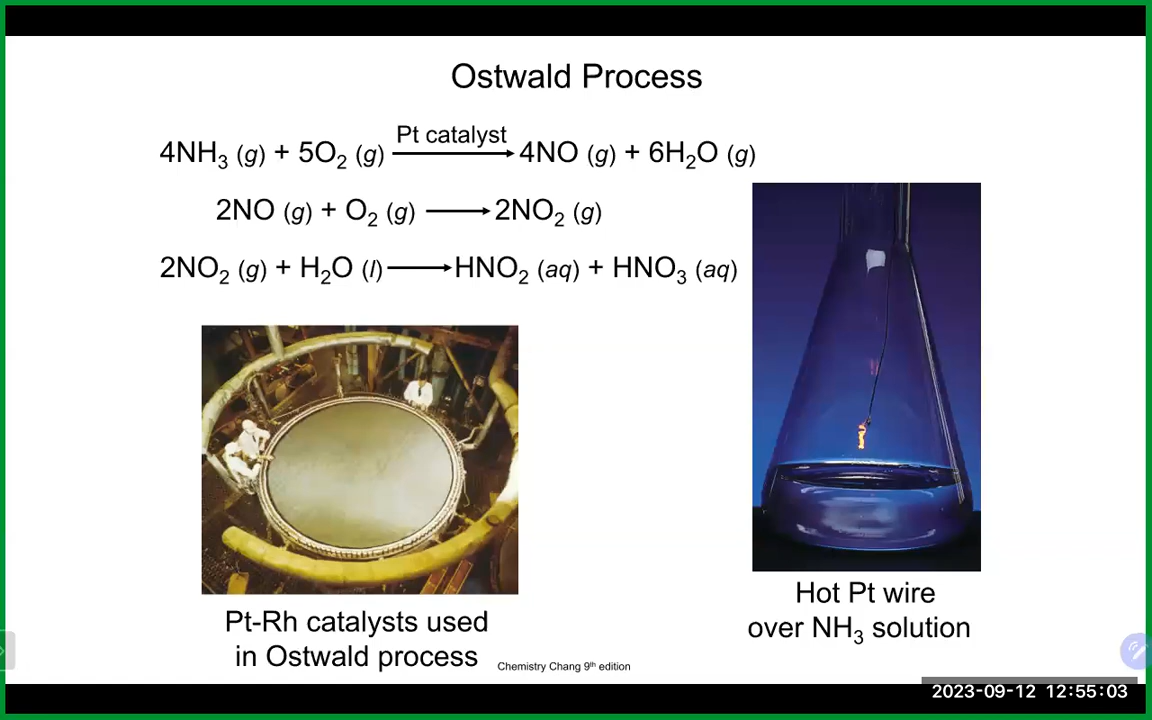 Ostwald Process
Pt catalyst
4NH₃ (g) + 5O₂ (g) ⟶ 4NO (g) + 6H₂O (g)
2NO (g) + O₂ (g) ⟶ 2NO₂ (g)
2NO₂ (g) + H₂O (l) ⟶ HNO₂ (aq) + HNO₃ (aq)
Pt-Rh catalysts used
in Ostwald process
Hot Pt wire
over NH₃ solution
Chemistry Chang 9ᵗʰ edition
2023-09-12 12:55:03